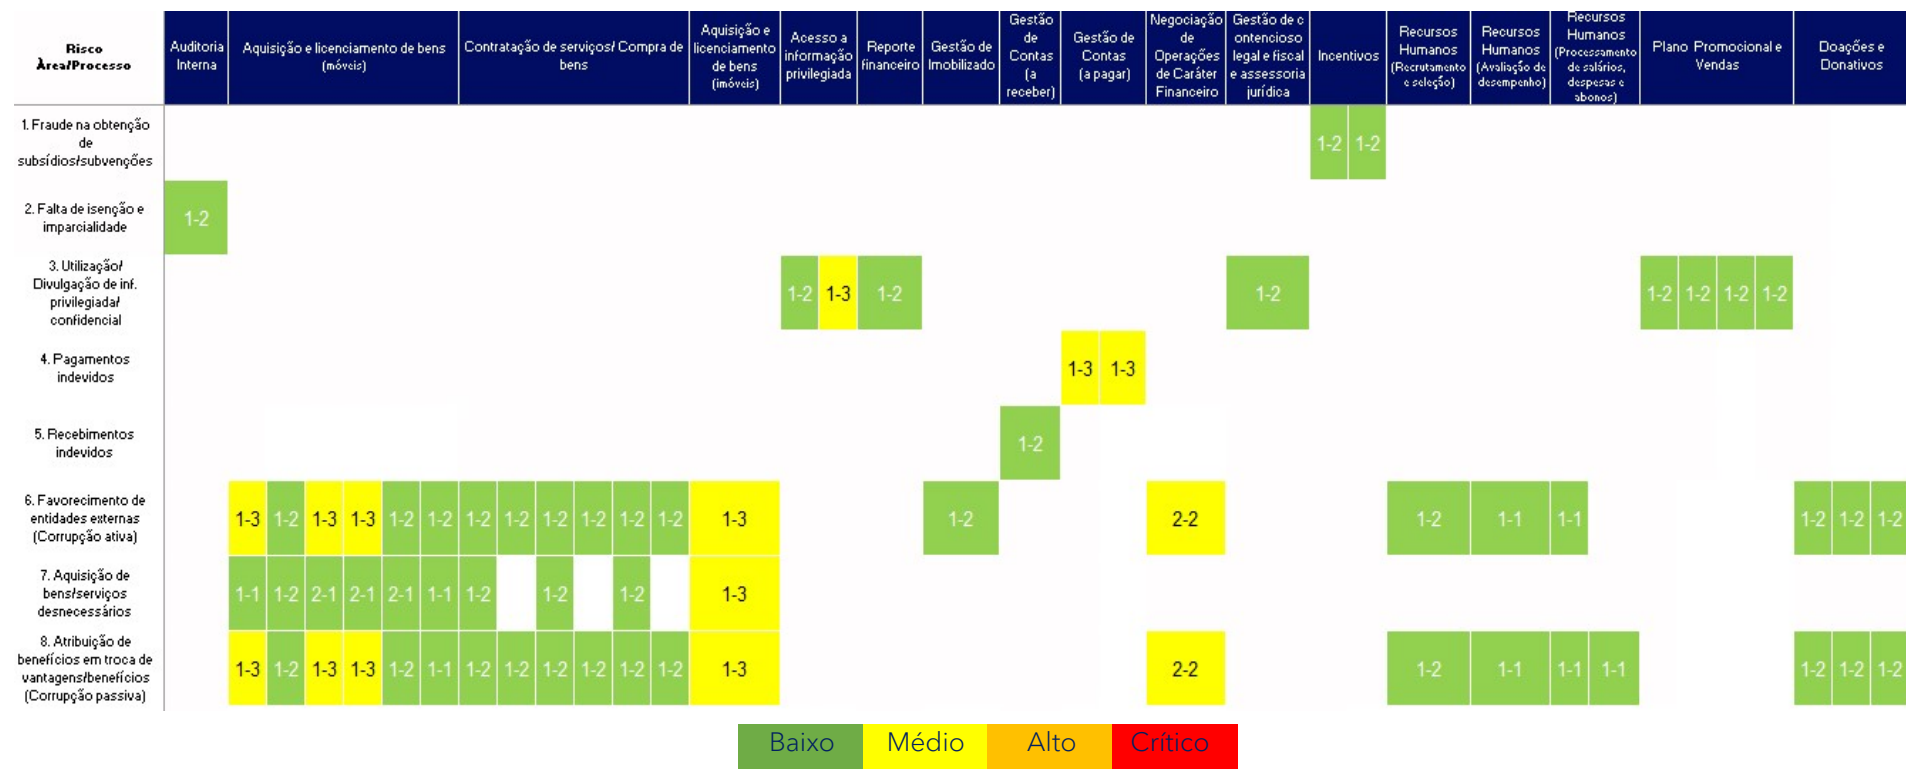 Risco
Àrea/Processo
Auditoria
Interna
Aquisição e licenciamento de bens
(móveis)
Contratação de serviços/ Compra de
bens
Aquisição e
licenciamento
de bens
(imóveis)
Acesso a
informação
privilegiada
Reporte
financeiro
Gestão de
Imobilizado
Gestão
de
Contas
(a
receber)
Gestão de
Contas
(a pagar)
Negociação
de
Operações
de Caráter
Financeiro
Gestão de c
ontencioso
legal e fiscal
e assessoria
jurídica
Incentivos
Recursos
Humanos
(Recrutamento
e seleção)
Recursos
Humanos
(Avaliação de
desempenho)
Recursos
Humanos
(Processamento
de salários,
despesas e
abonos)
Plano Promocional e
Vendas
Doações e
Donativos
1. Fraude na obtenção
de
subsídios/subvenções
1-2 1-2
2. Falta de isenção e
imparcialidade
1-2
3. Utilização/
Divulgação de inf.
privilegiada/
confidencial
1-2 1-3 1-2 1-2 1-2 1-2 1-2 1-2
4. Pagamentos
indevidos
1-3 1-3
5. Recebimentos
indevidos
1-2
6. Favorecimento de
entidades externas
(Corrupção ativa)
1-3 1-2 1-3 1-3 1-2 1-2 1-2 1-2 1-2 1-2 1-2 1-2 1-3 1-2 2-2 1-2 1-1 1-1 1-2 1-2 1-2
7. Aquisição de
bens/serviços
desnecessários
1-1 1-2 2-1 2-1 2-1 1-1 1-2 1-2 1-2 1-3
8. Atribuição de
benefícios em troca de
vantagens/benefícios
(Corrupção passiva)
1-3 1-2 1-3 1-3 1-2 1-1 1-2 1-2 1-2 1-2 1-2 1-2 1-3 2-2 1-2 1-1 1-1 1-1 1-2 1-2 1-2
Baixo Médio Alto Crítico